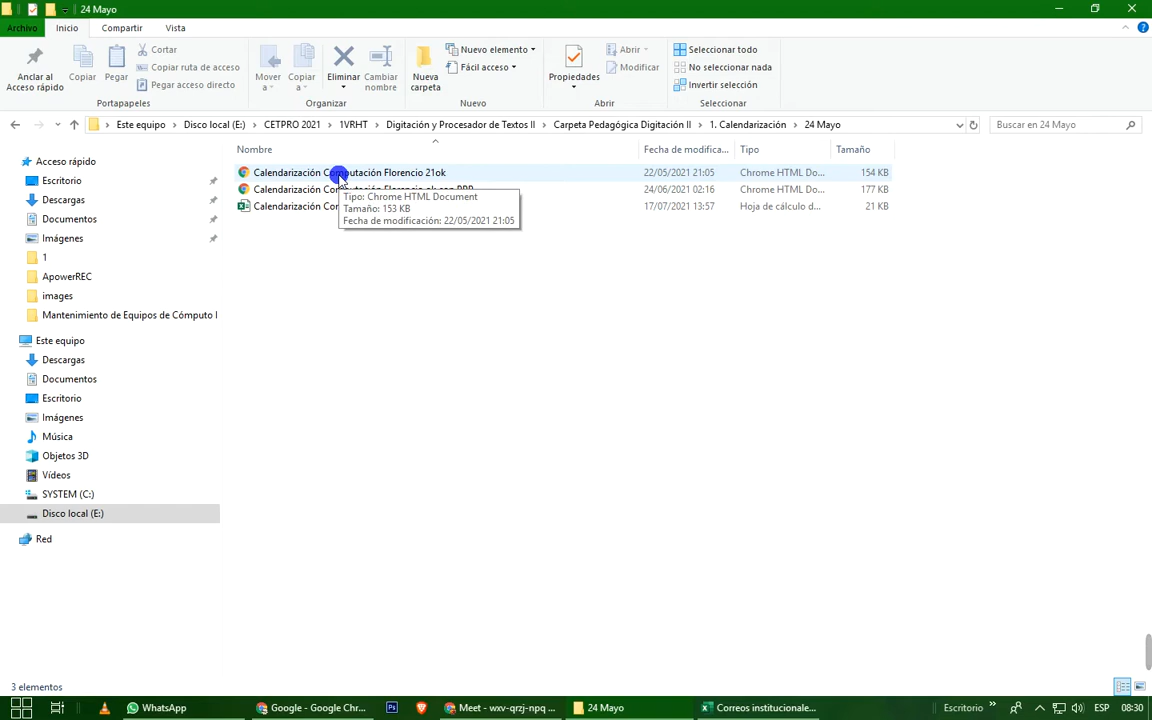 24 Mayo
Archivo Inicio Compartir Vista
Anclar al Acceso rápido
Copiar
Pegar
Cortar
Copiar ruta de acceso
Pegar acceso directo
Portapapeles
Mover a
Copiar a
Eliminar
Cambiar nombre
Organizar
Nueva carpeta
Nuevo elemento
Fácil acceso
Nuevo
Propiedades
Abrir
Modificar
Abrir
Seleccionar todo
No seleccionar nada
Invertir selección
Seleccionar
Este equipo > Disco local (E:) > CETPRO 2021 > 1VRHT > Digitación y Procesador de Textos II > Carpeta Pedagógica Digitación II > 1. Calendarización > 24 Mayo
Buscar en 24 Mayo
Nombre Fecha de modifica... Tipo Tamaño
Calendarización Computación Florencio 21ok 22/05/2021 21:05 Chrome HTML Do... 154 KB
Calendarización 24/06/2021 02:16 Chrome HTML Do... 177 KB
Calendarización Con 17/07/2021 13:57 Hoja de cálculo d... 21 KB
Tipo: Chrome HTML Document
Tamaño: 153 KB
Fecha de modificación: 22/05/2021 21:05
Acceso rápido
Escritorio
Descargas
Documentos
Imágenes
1
ApowerREC
images
Mantenimiento de Equipos de Cómputo I
Este equipo
Descargas
Documentos
Escritorio
Imágenes
Música
Objetos 3D
Vídeos
SYSTEM (C:)
Disco local (E:)
Red
3 elementos
WhatsApp
Google - Google Chr...
Ps
Meet - wxv-qrzj-npq ...
24 Mayo
Correos institucionale...
Escritorio
ESP
08:30